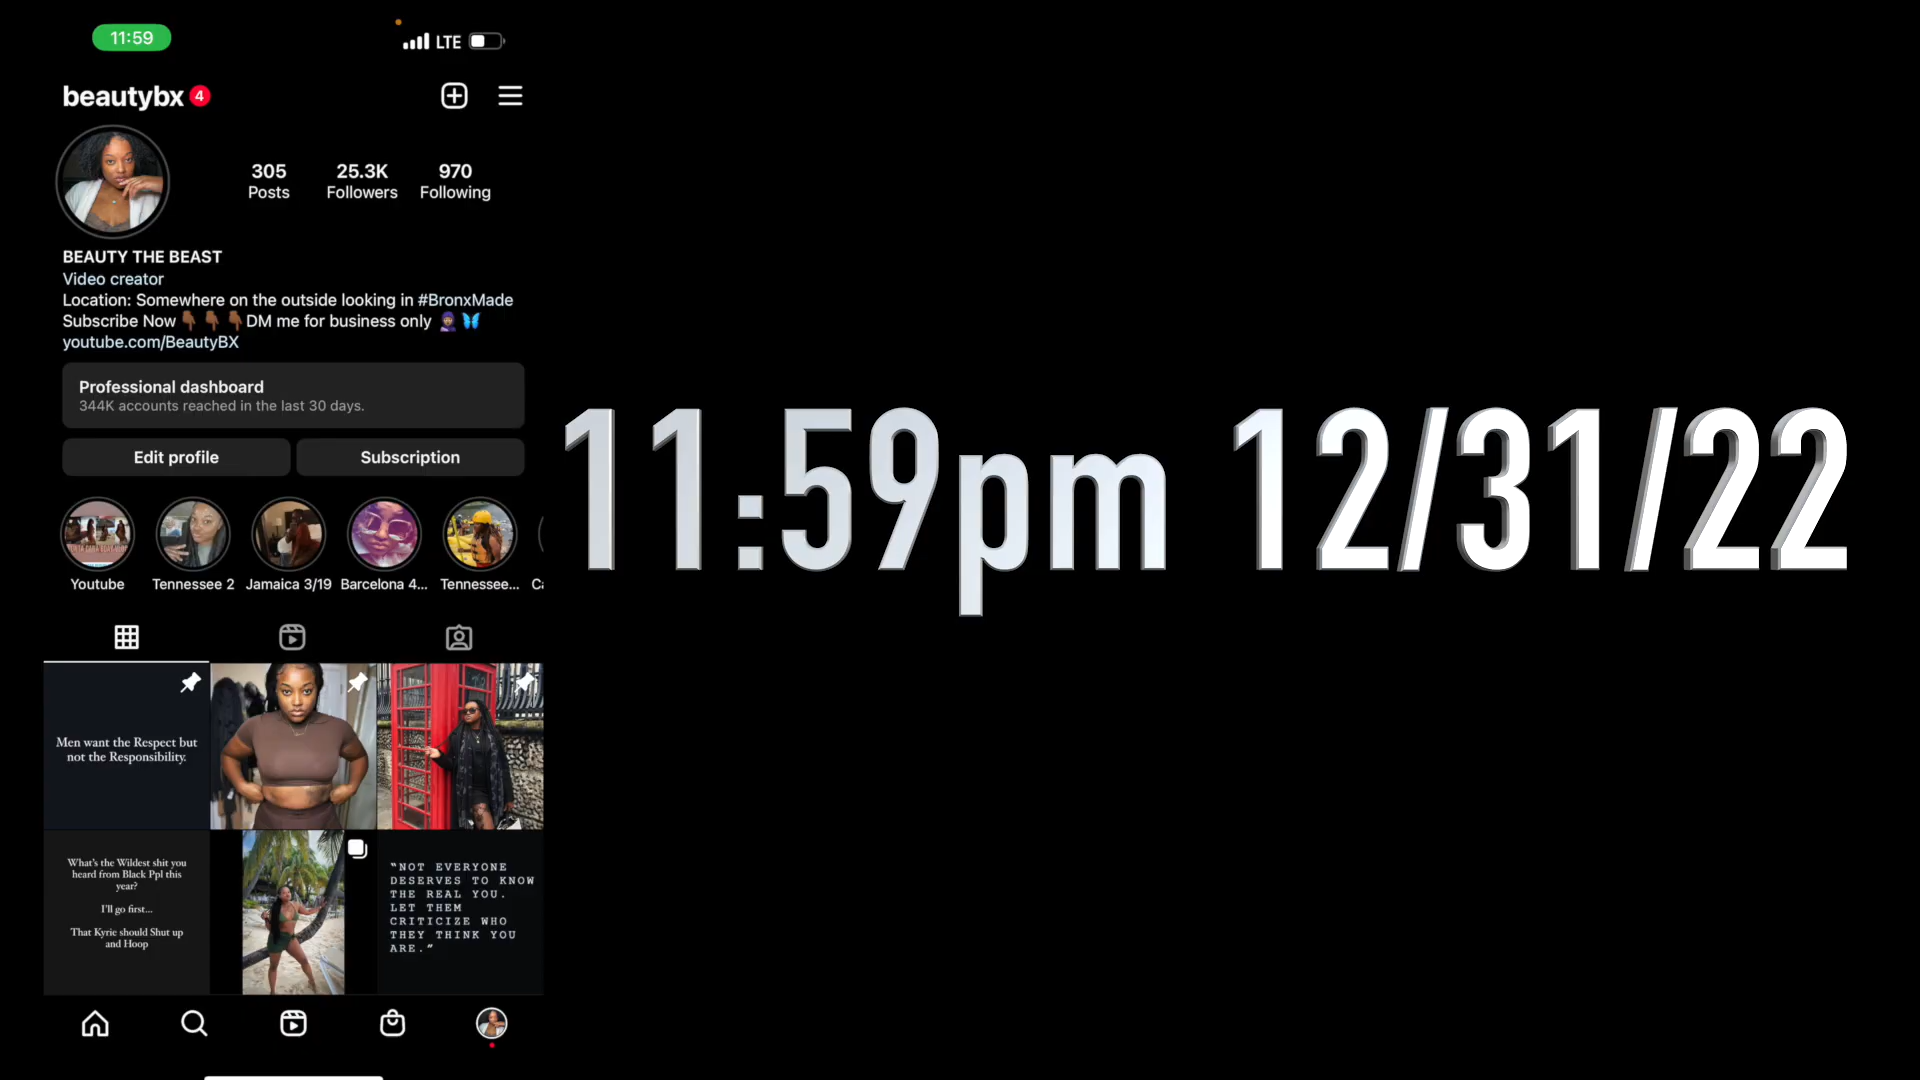 11:59
LTE
beautybx 4
305 25.3K 970
Posts Followers Following
BEAUTY THE BEAST
Video creator
Location: Somewhere on the outside looking in #BronxMade
Subscribe Now👇🏾👇🏾👇🏾DM me for business only 🧕🏾🦋
youtube.com/BeautyBX
Professional dashboard
344K accounts reached in the last 30 days.
Edit profile Subscription
Youtube Tennessee 2 Jamaica 3/19 Barcelona 4... Tennessee... Ca
11:59pm 12/31/22
Men want the Respect but
not the Responsibility.
What's the Wildest shit you
heard from Black Ppl this
year?
I'll go first...
That Kyrie should Shut up
and Hoop
"NOT EVERYONE
DESERVES TO KNOW
THE REAL YOU.
LET THEM
CRITICIZE WHO
THEY THINK YOU
ARE."